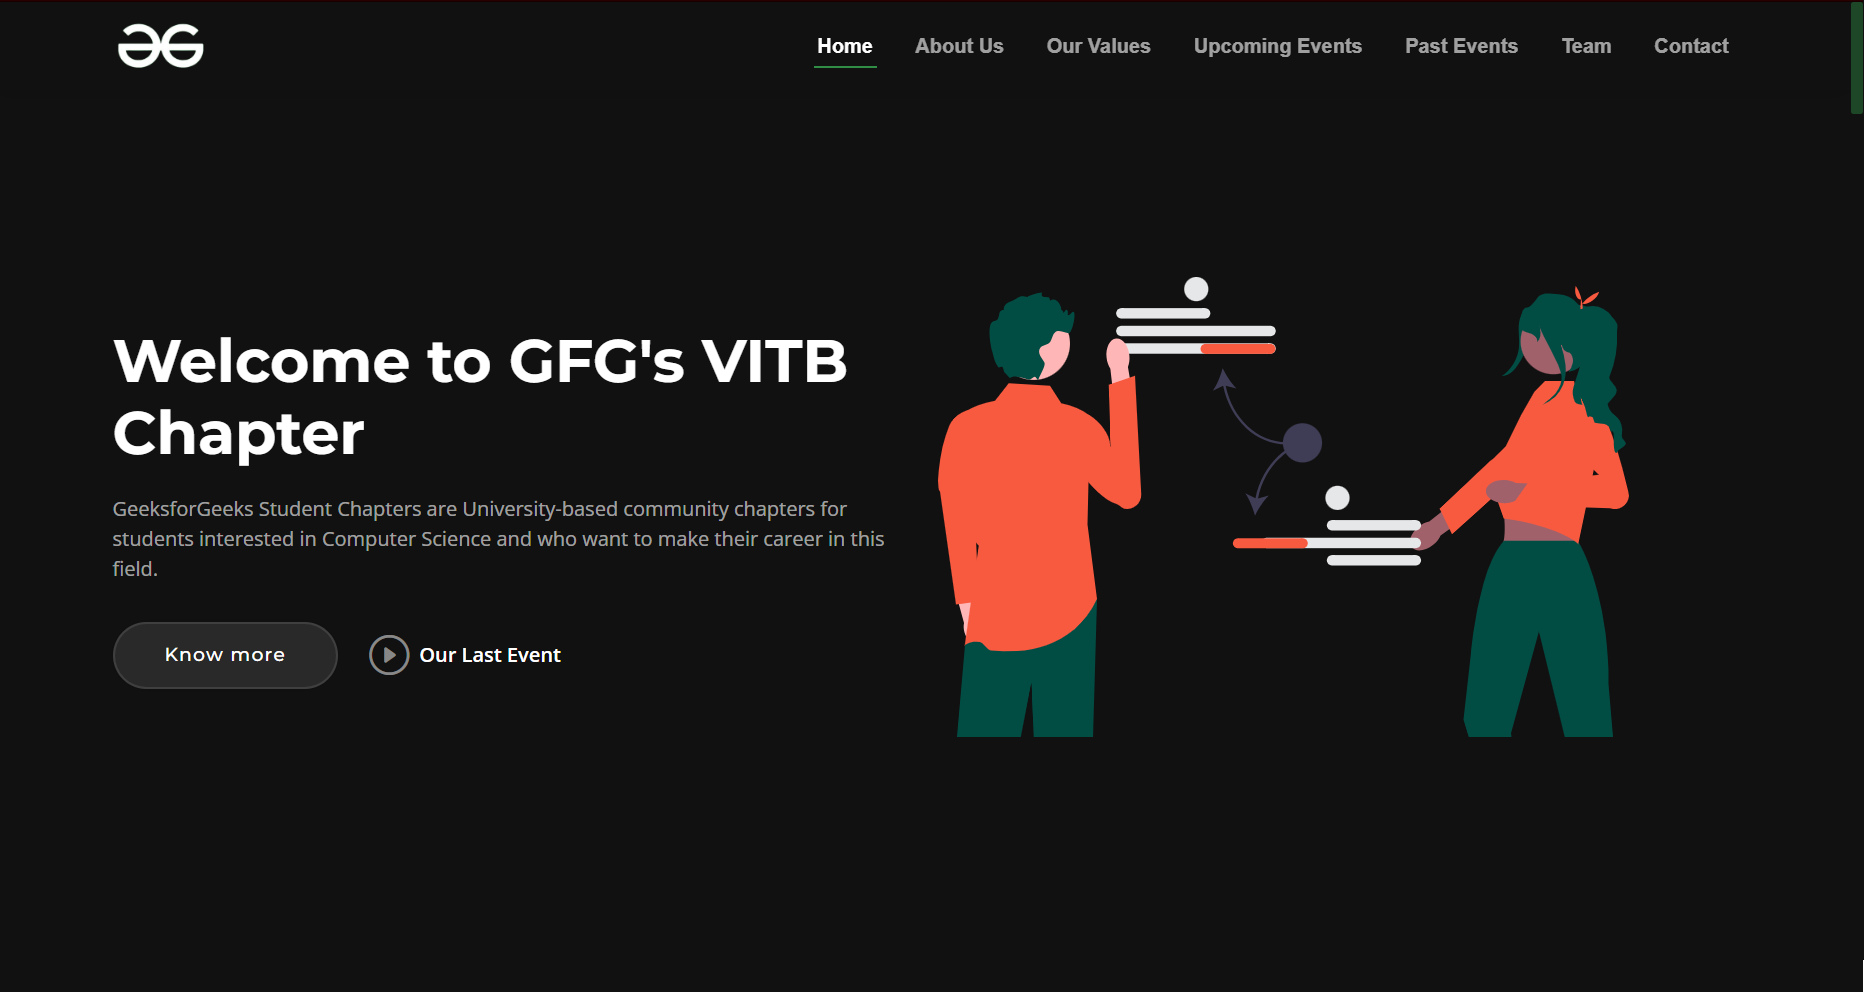 Home About Us Our Values Upcoming Events Past Events Team Contact
Welcome to GFG's VITB
Chapter
GeeksforGeeks Student Chapters are University-based community chapters for
students interested in Computer Science and who want to make their career in this
field.
Know more Our Last Event